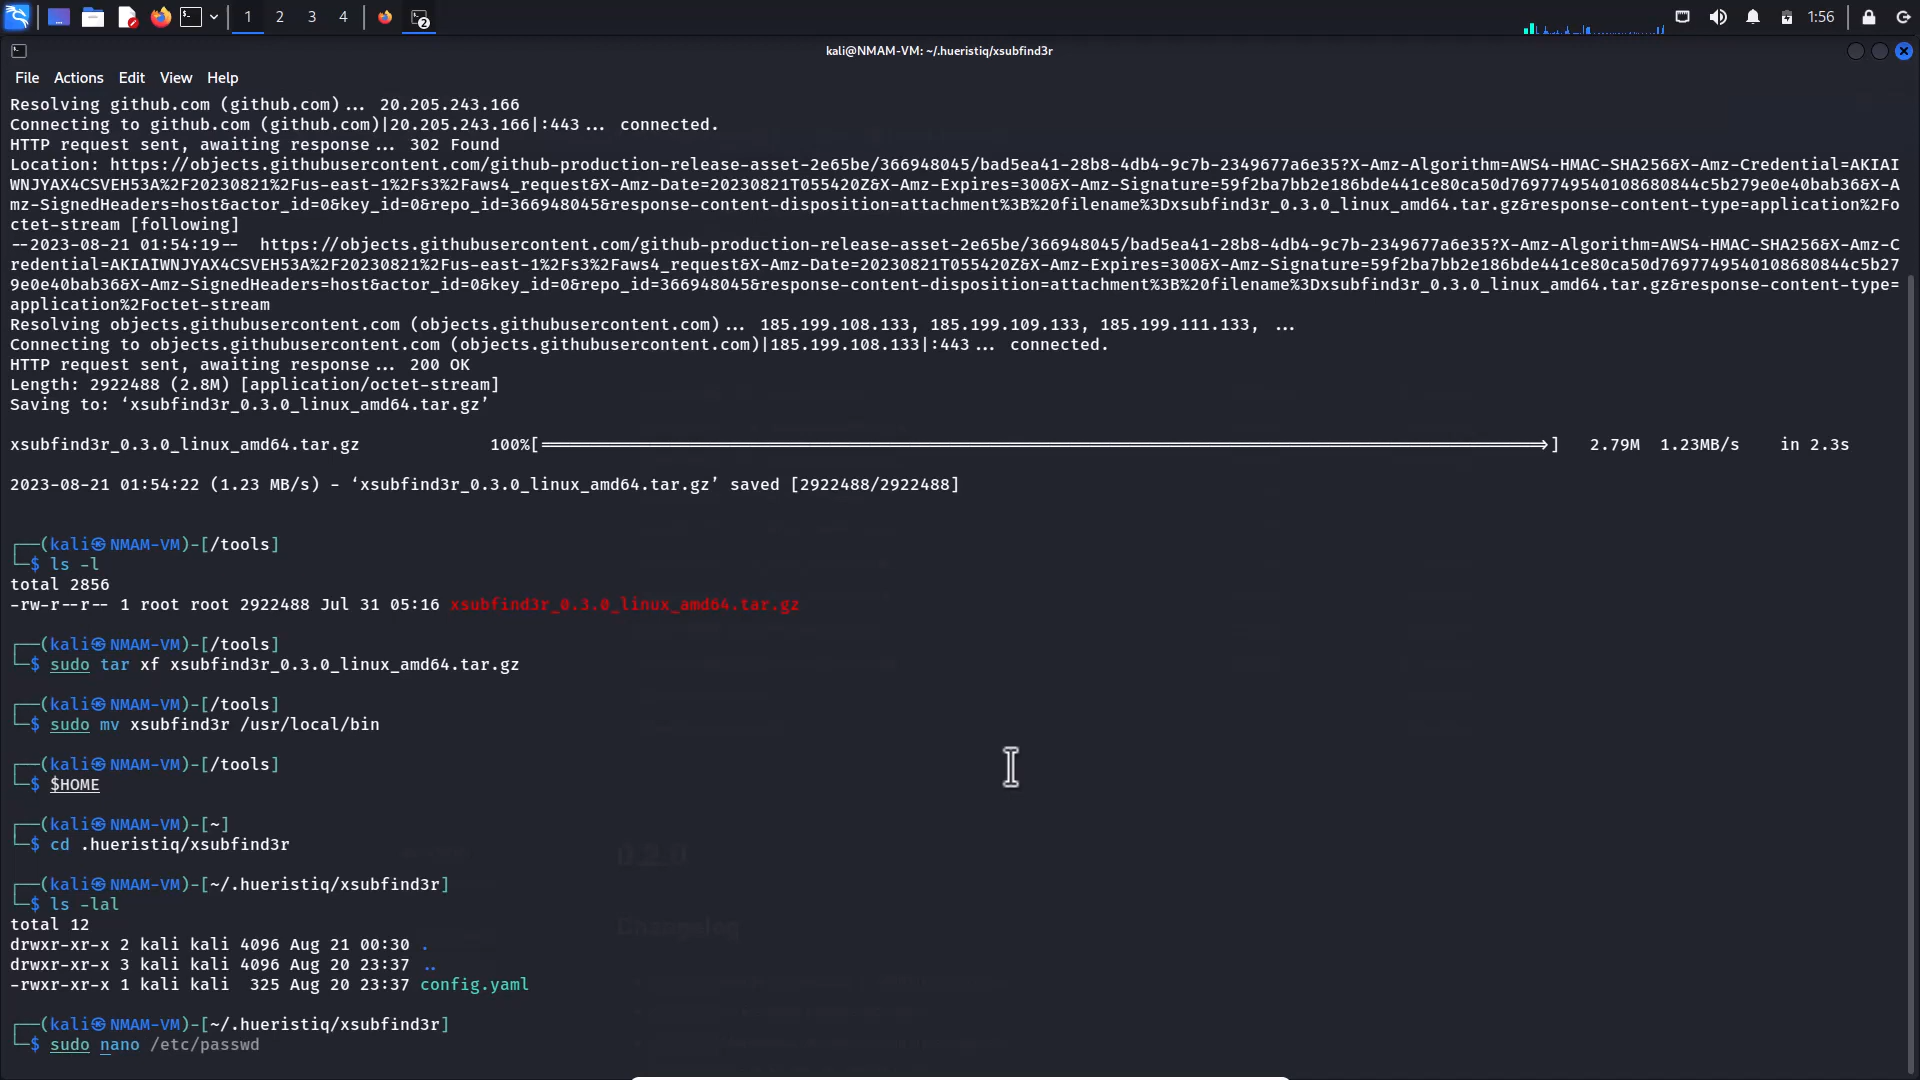 1 2 3 4 2 1:56
kali@NMAM-VM: ~/.hueristiq/xsubfind3r
File Actions Edit View Help
Resolving github.com (github.com)... 20.205.243.166
Connecting to github.com (github.com)|20.205.243.166|:443... connected.
HTTP request sent, awaiting response... 302 Found
Location: https://objects.githubusercontent.com/github-production-release-asset-2e65be/366948045/bad5ea41-28b8-4db4-9c7b-2349677a6e35?X-Amz-Algorithm=AWS4-HMAC-SHA256&X-Amz-Credential=AKIAI
WNJYAX4CSVEH53A%2F20230821%2Fus-east-1%2Fs3%2Faws4_request&X-Amz-Date=20230821T055420Z&X-Amz-Expires=300&X-Amz-Signature=59f2ba7bb2e186bde441ce80ca50d7697749540108680844c5b279e0e40bab36&X-A
mz-SignedHeaders=host&actor_id=0&key_id=0&repo_id=366948045&response-content-disposition=attachment%3B%20filename%3Dxsubfind3r_0.3.0_linux_amd64.tar.gz&response-content-type=application%2Fo
ctet-stream [following]
--2023-08-21 01:54:19--  https://objects.githubusercontent.com/github-production-release-asset-2e65be/366948045/bad5ea41-28b8-4db4-9c7b-2349677a6e35?X-Amz-Algorithm=AWS4-HMAC-SHA256&X-Amz-C
redential=AKIAIWNJYAX4CSVEH53A%2F20230821%2Fus-east-1%2Fs3%2Faws4_request&X-Amz-Date=20230821T055420Z&X-Amz-Expires=300&X-Amz-Signature=59f2ba7bb2e186bde441ce80ca50d7697749540108680844c5b27
9e0e40bab36&X-Amz-SignedHeaders=host&actor_id=0&key_id=0&repo_id=366948045&response-content-disposition=attachment%3B%20filename%3Dxsubfind3r_0.3.0_linux_amd64.tar.gz&response-content-type=
application%2Foctet-stream
Resolving objects.githubusercontent.com (objects.githubusercontent.com)... 185.199.108.133, 185.199.109.133, 185.199.111.133, ...
Connecting to objects.githubusercontent.com (objects.githubusercontent.com)|185.199.108.133|:443... connected.
HTTP request sent, awaiting response... 200 OK
Length: 2922488 (2.8M) [application/octet-stream]
Saving to: ‘xsubfind3r_0.3.0_linux_amd64.tar.gz’
xsubfind3r_0.3.0_linux_amd64.tar.gz 100%[===================>] 2.79M 1.23MB/s in 2.3s
2023-08-21 01:54:22 (1.23 MB/s) - ‘xsubfind3r_0.3.0_linux_amd64.tar.gz’ saved [2922488/2922488]
┌──(kali㉿NMAM-VM)-[/tools]
└─$ ls -l
total 2856
-rw-r--r-- 1 root root 2922488 Jul 31 05:16 xsubfind3r_0.3.0_linux_amd64.tar.gz
┌──(kali㉿NMAM-VM)-[/tools]
└─$ sudo tar xf xsubfind3r_0.3.0_linux_amd64.tar.gz
┌──(kali㉿NMAM-VM)-[/tools]
└─$ sudo mv xsubfind3r /usr/local/bin
┌──(kali㉿NMAM-VM)-[/tools]
└─$ $HOME
┌──(kali㉿NMAM-VM)-[~]
└─$ cd .hueristiq/xsubfind3r
┌──(kali㉿NMAM-VM)-[~/.hueristiq/xsubfind3r]
└─$ ls -lal
total 12
drwxr-xr-x 2 kali kali 4096 Aug 21 00:30 .
drwxr-xr-x 3 kali kali 4096 Aug 20 23:37 ..
-rwxr-xr-x 1 kali kali  325 Aug 20 23:37 config.yaml
┌──(kali㉿NMAM-VM)-[~/.hueristiq/xsubfind3r]
└─$ sudo nano /etc/passwd